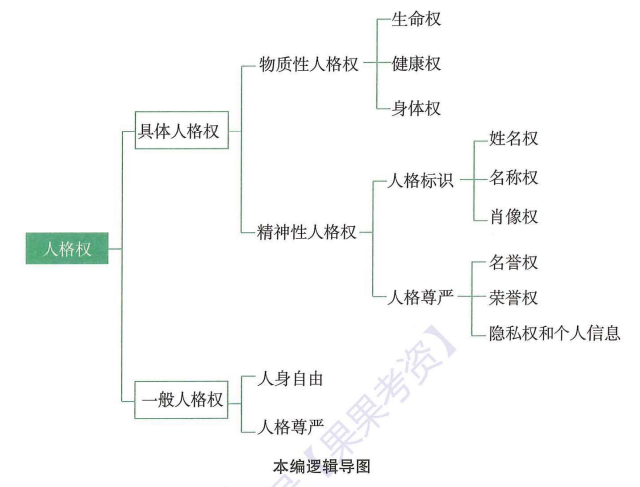 人格权
具体人格权
物质性人格权
生命权
健康权
身体权
精神性人格权
人格标识
姓名权
名称权
肖像权
人格尊严
名誉权
荣誉权
隐私权和个人信息
一般人格权
人身自由
人格尊严
【果果考资】
本编逻辑导图